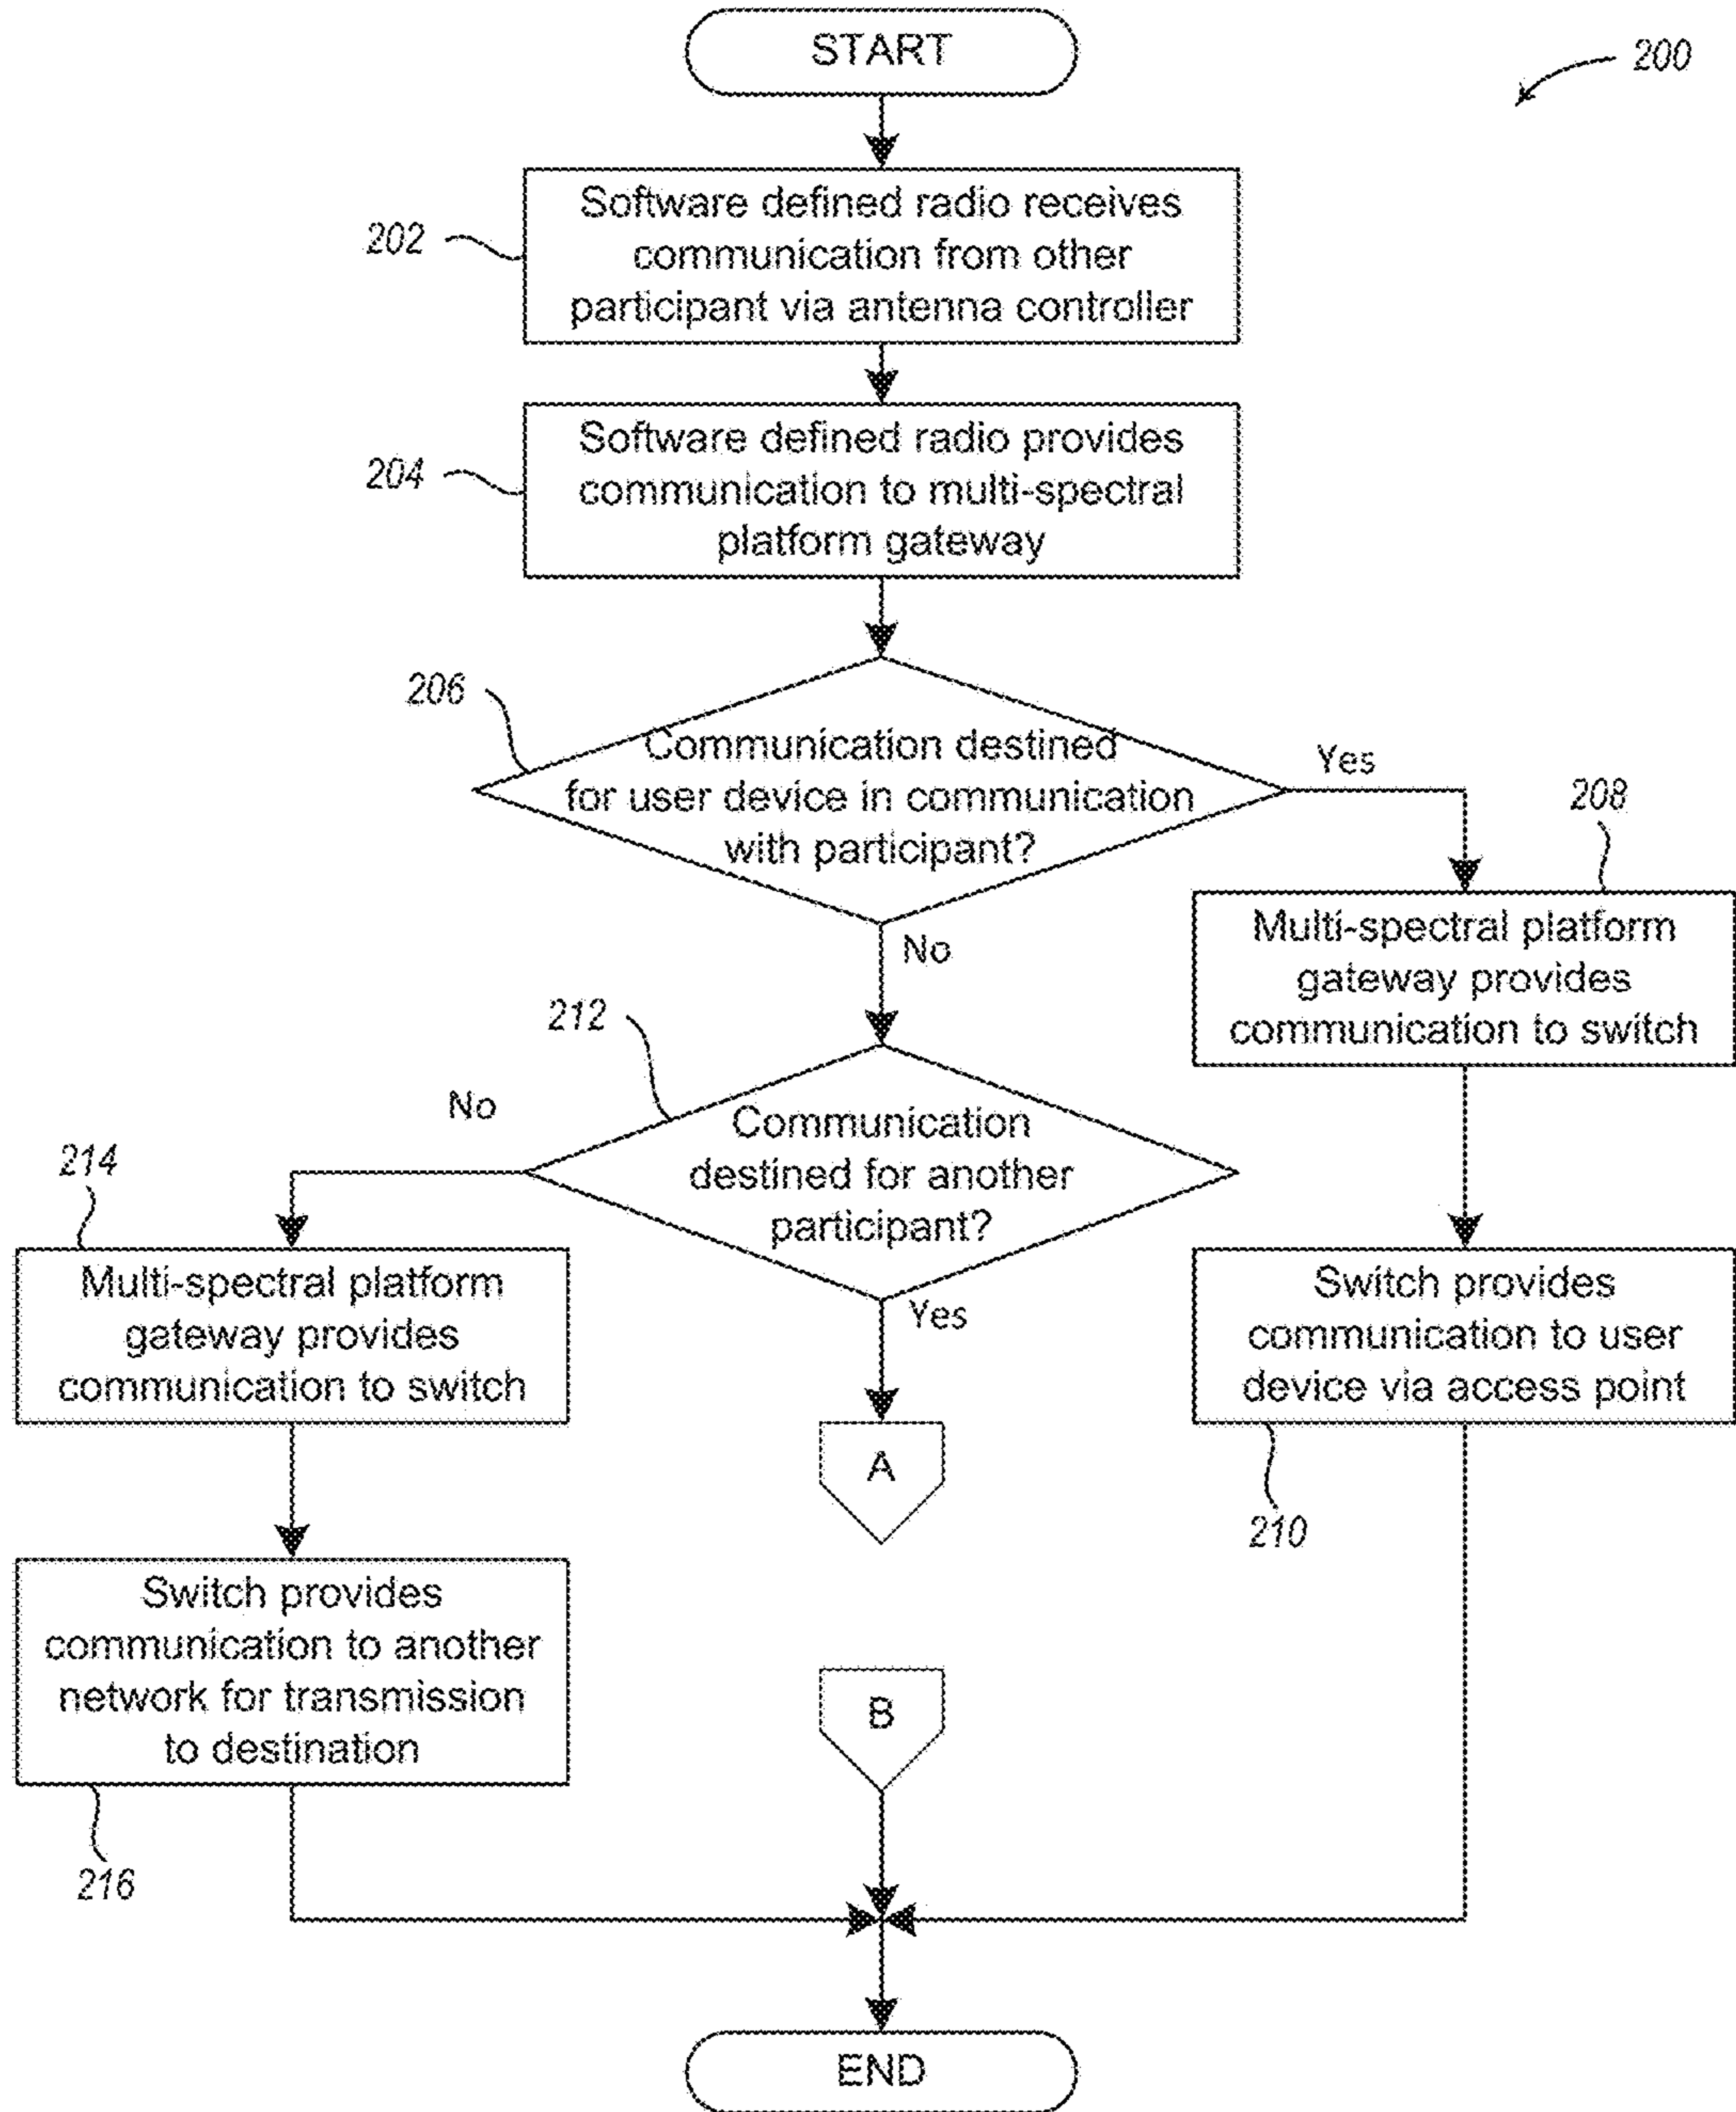 START
200
202
Software defined radio receives
communication from other
participant via antenna controller
204
Software defined radio provides
communication to multi-spectral
platform gateway
206
Communication destined
for user device in communication
with participant?
Yes
No
208
Multi-spectral platform
gateway provides
communication to switch
212
Communication
destined for another
participant?
No
Yes
214
Multi-spectral platform
gateway provides
communication to switch
Switch provides
communication to user
device via access point
210
A
Switch provides
communication to another
network for transmission
to destination
216
B
END